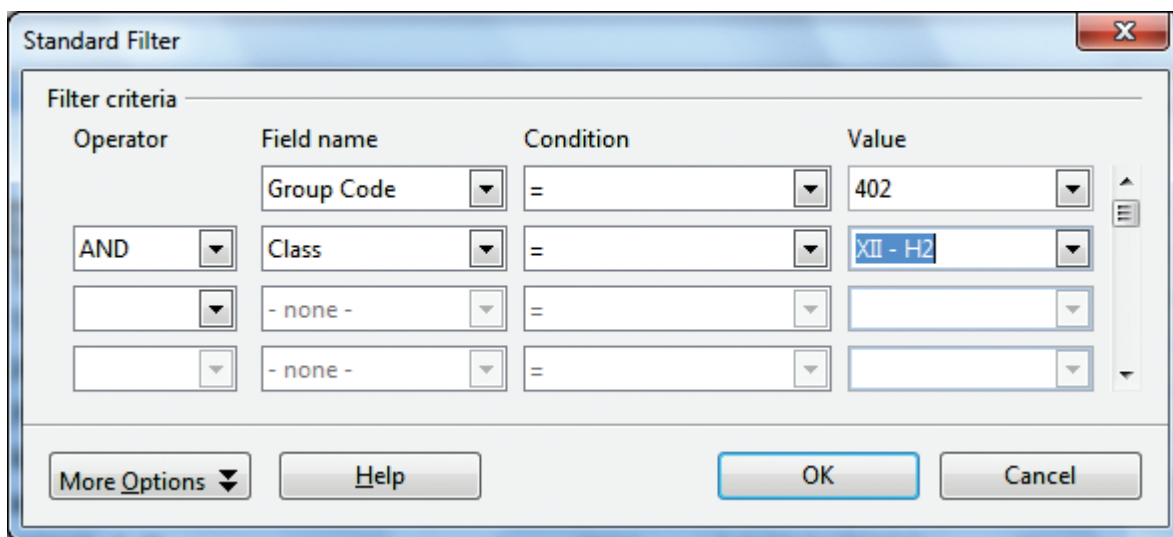 Standard Filter
Filter criteria
Operator Field name Condition Value
Group Code = 402
AND Class = XII - H2
- none - =
- none - =
More Options Help OK Cancel